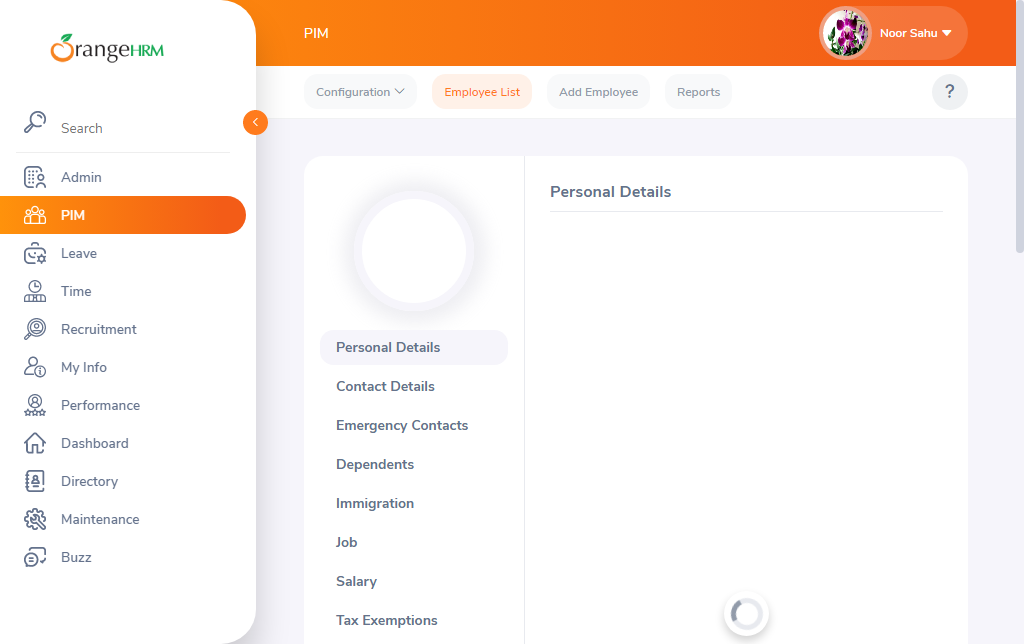 OrangeHRM
Search
Admin
PIM
Leave
Time
Recruitment
My Info
Performance
Dashboard
Directory
Maintenance
Buzz
PIM
Noor Sahu
Configuration
Employee List
Add Employee
Reports
?
Personal Details
Contact Details
Emergency Contacts
Dependents
Immigration
Job
Salary
Tax Exemptions
Personal Details